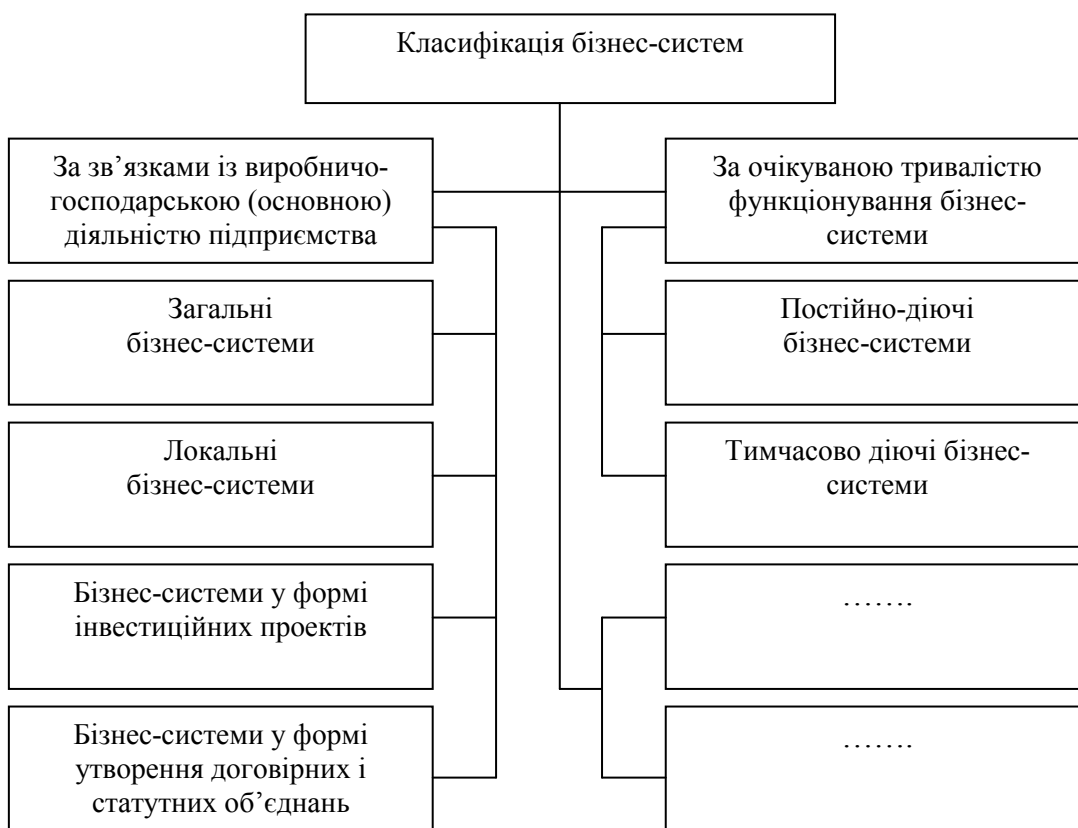 Класифікація бізнес-систем
За зв’язками із виробничо-
господарською (основною)
діяльністю підприємства
Загальні
бізнес-системи
Локальні
бізнес-системи
Бізнес-системи у формі
інвестиційних проектів
Бізнес-системи у формі
утворення договірних і
статутних об’єднань
За очікуваною тривалістю
функціонування бізнес-
системи
Постійно-діючі
бізнес-системи
Тимчасово діючі бізнес-
системи
…….
…….